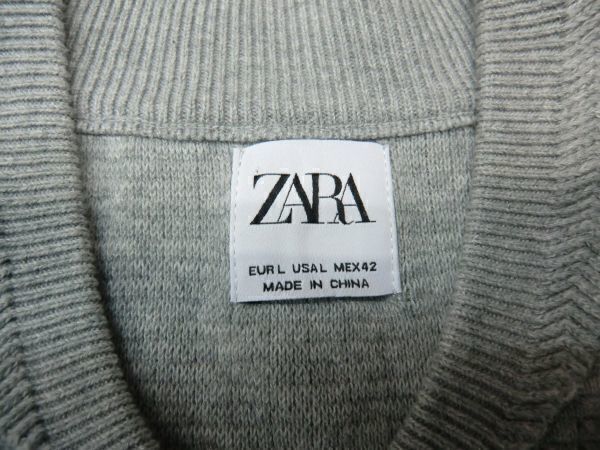 ZARA
EUR L USA L MEX 42
MADE IN CHINA